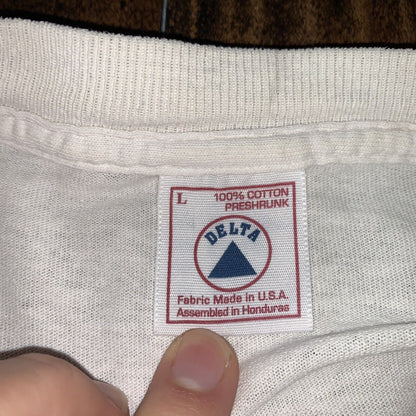 L
100% COTTON
PRESHRUNK
DELTA
Fabric Made in U.S.A.
Assembled in Honduras